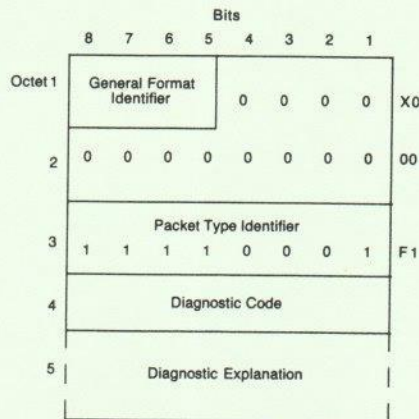 Bits
8 7 6 5 4 3 2 1
Octet 1 General Format Identifier 0 0 0 0 X0
2 0 0 0 0 0 0 0 0 00
Packet Type Identifier
3 1 1 1 1 0 0 0 1 F1
4 Diagnostic Code
5 Diagnostic Explanation